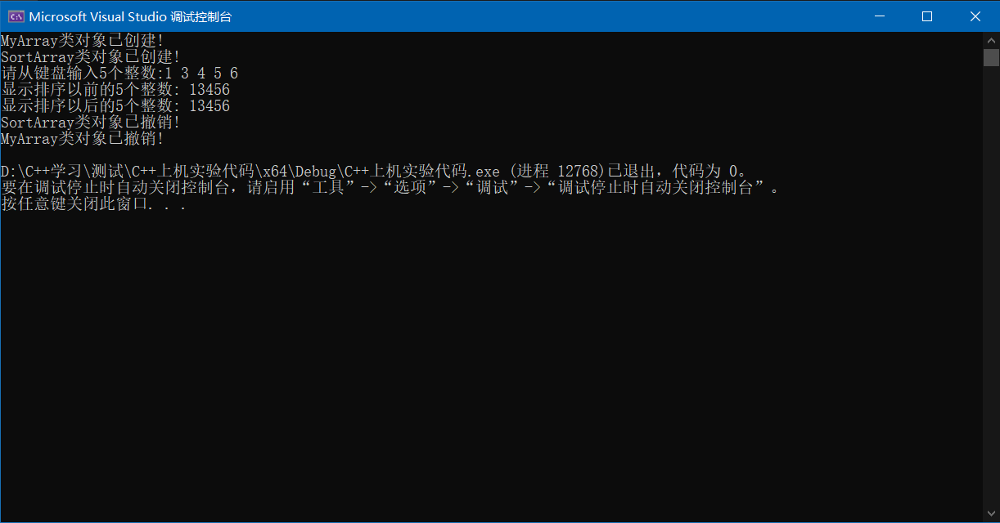 Microsoft Visual Studio 调试控制台
MyArray类对象已创建!
SortArray类对象已创建!
请从键盘输入5个整数:1 3 4 5 6
显示排序以前的5个整数: 13456
显示排序以后的5个整数: 13456
SortArray类对象已撤销!
MyArray类对象已撤销!
D:\C++学习\测试\C++上机实验代码\x64\Debug\C++上机实验代码.exe (进程 12768)已退出，代码为 0。
要在调试停止时自动关闭控制台，请启用“工具”->“选项”->“调试”->“调试停止时自动关闭控制台”。
按任意键关闭此窗口. . .